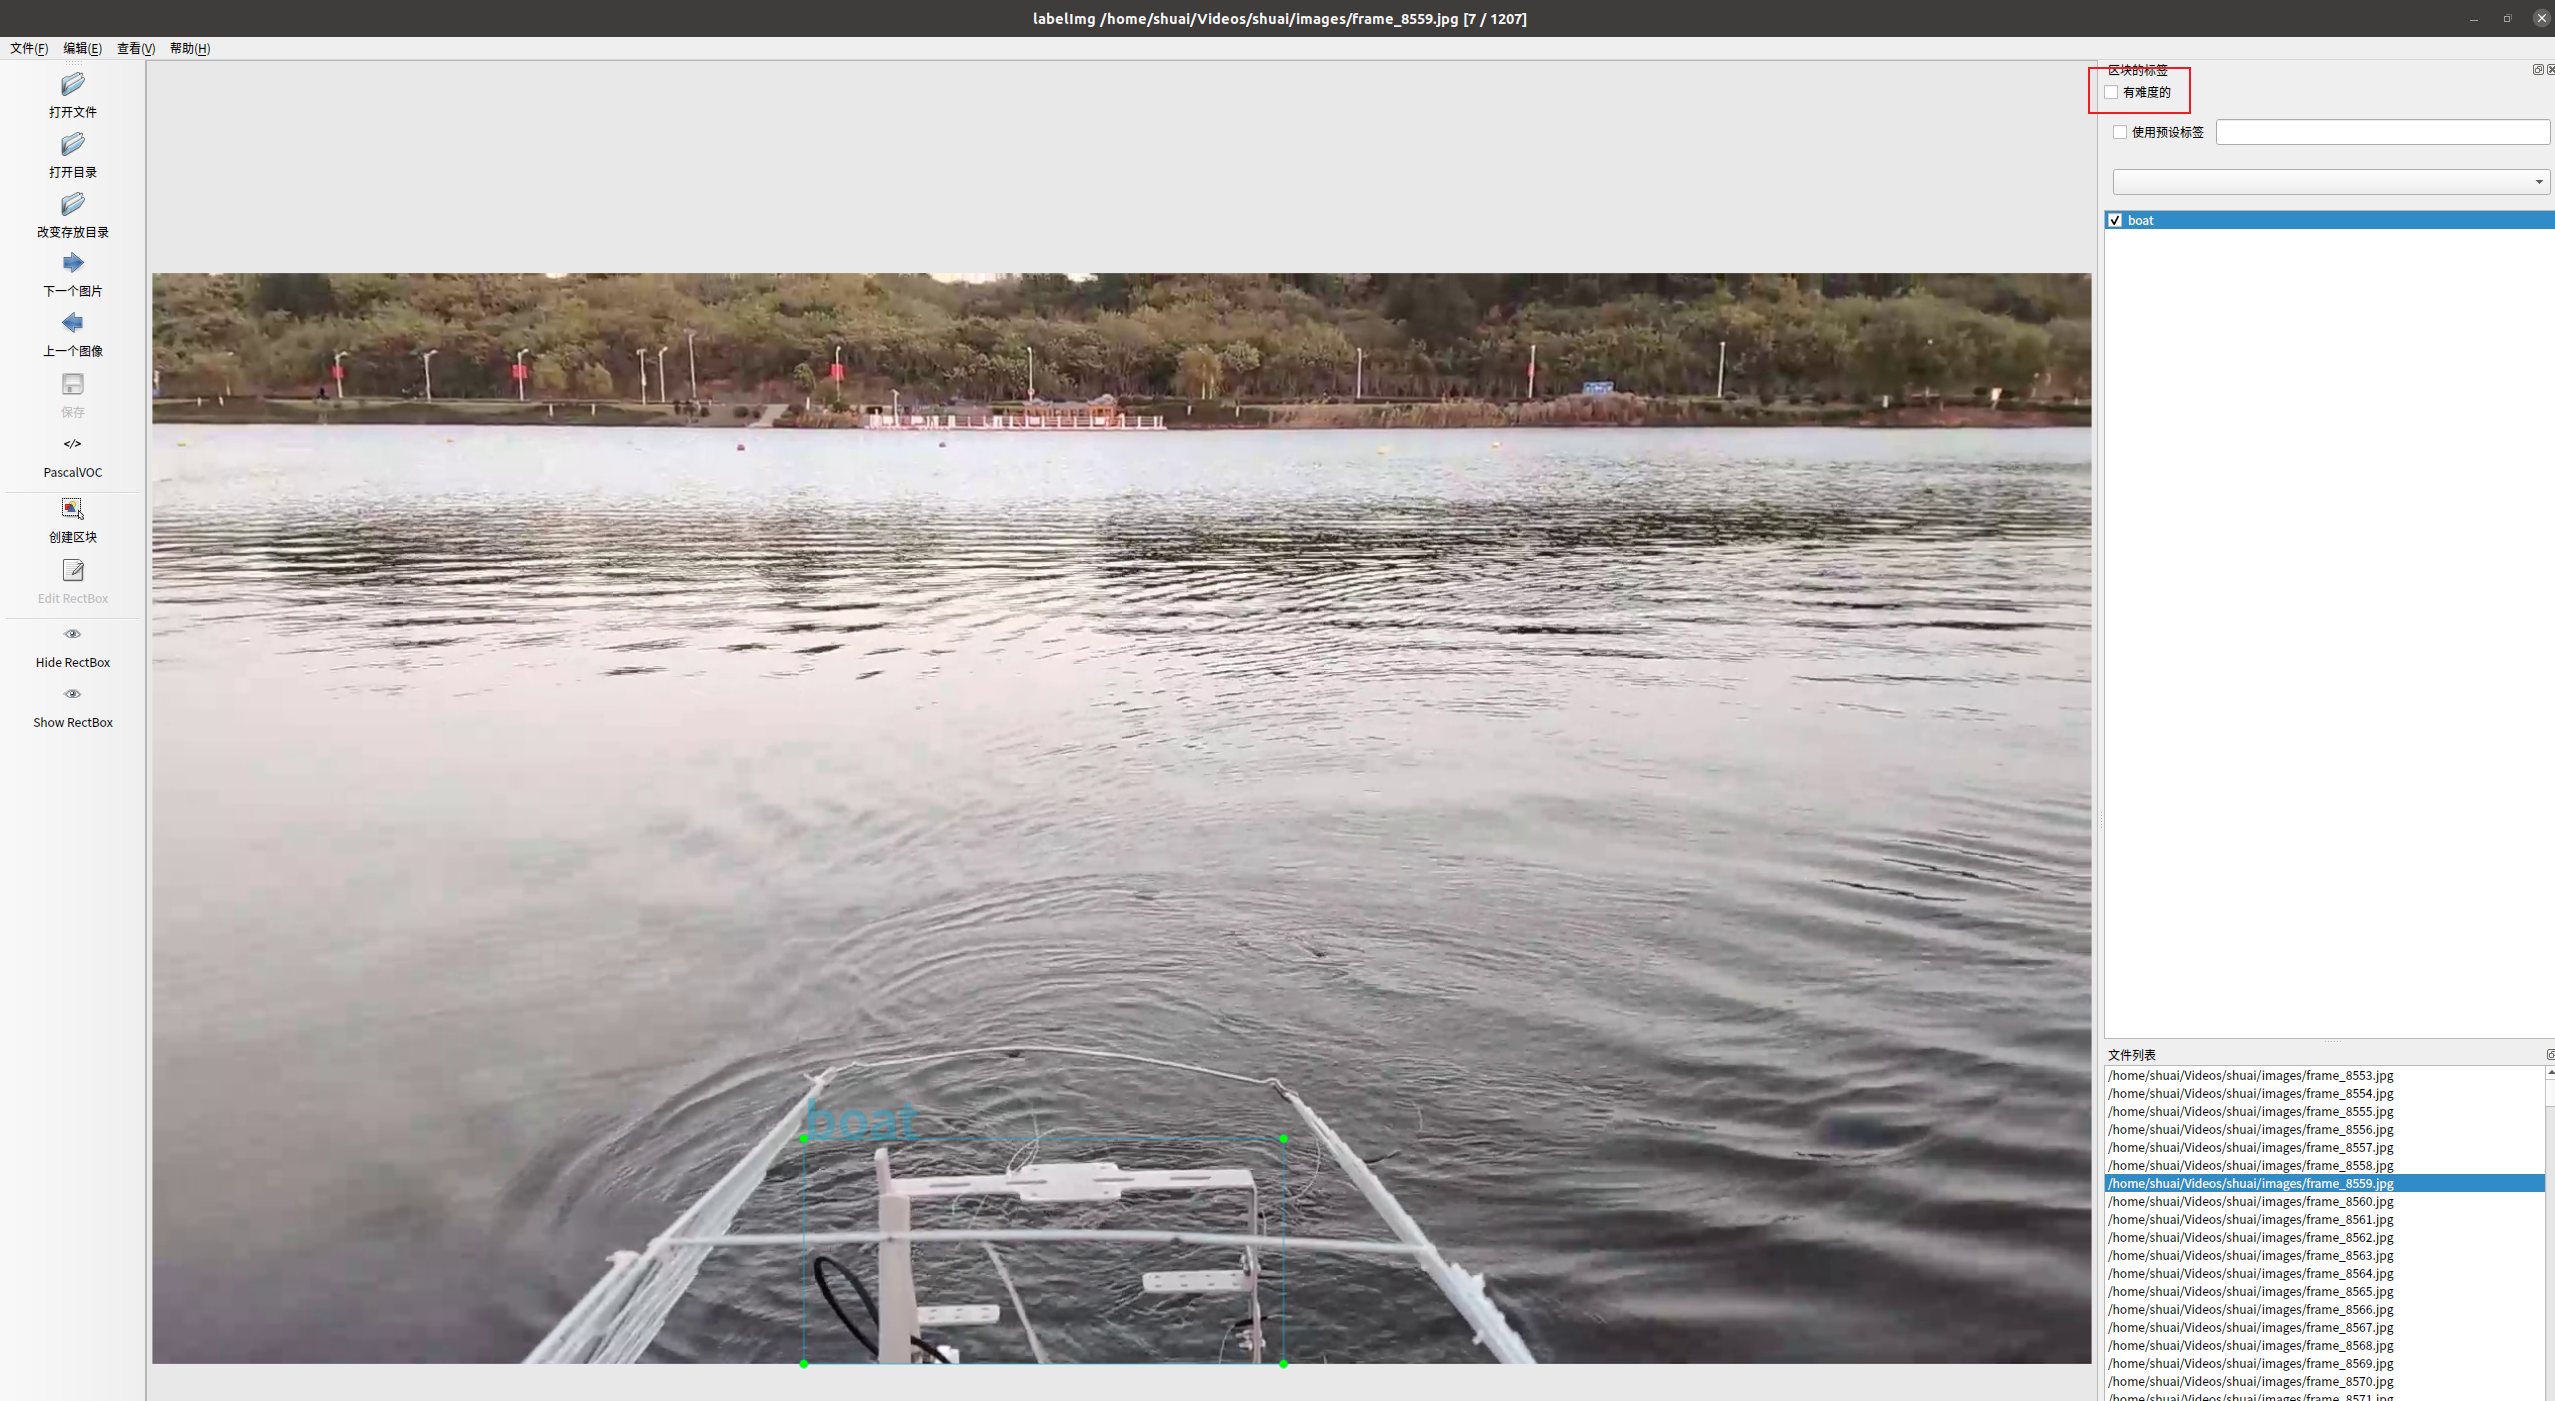 labelImg /home/shuai/Videos/shuai/images/frame_8559.jpg [7 / 1207]
文件(F) 编辑(E) 查看(V) 帮助(H)
打开文件
打开目录
改变存放目录
下一个图片
上一个图像
保存
</>
PascalVOC
创建区块
Edit RectBox
Hide RectBox
Show RectBox
boat
区块的标签
有难度的
使用预设标签
boat
文件列表
/home/shuai/Videos/shuai/images/frame_8553.jpg
/home/shuai/Videos/shuai/images/frame_8554.jpg
/home/shuai/Videos/shuai/images/frame_8555.jpg
/home/shuai/Videos/shuai/images/frame_8556.jpg
/home/shuai/Videos/shuai/images/frame_8557.jpg
/home/shuai/Videos/shuai/images/frame_8558.jpg
/home/shuai/Videos/shuai/images/frame_8559.jpg
/home/shuai/Videos/shuai/images/frame_8560.jpg
/home/shuai/Videos/shuai/images/frame_8561.jpg
/home/shuai/Videos/shuai/images/frame_8562.jpg
/home/shuai/Videos/shuai/images/frame_8563.jpg
/home/shuai/Videos/shuai/images/frame_8564.jpg
/home/shuai/Videos/shuai/images/frame_8565.jpg
/home/shuai/Videos/shuai/images/frame_8566.jpg
/home/shuai/Videos/shuai/images/frame_8567.jpg
/home/shuai/Videos/shuai/images/frame_8568.jpg
/home/shuai/Videos/shuai/images/frame_8569.jpg
/home/shuai/Videos/shuai/images/frame_8570.jpg
/home/shuai/Videos/shuai/images/frame_8571.jpg